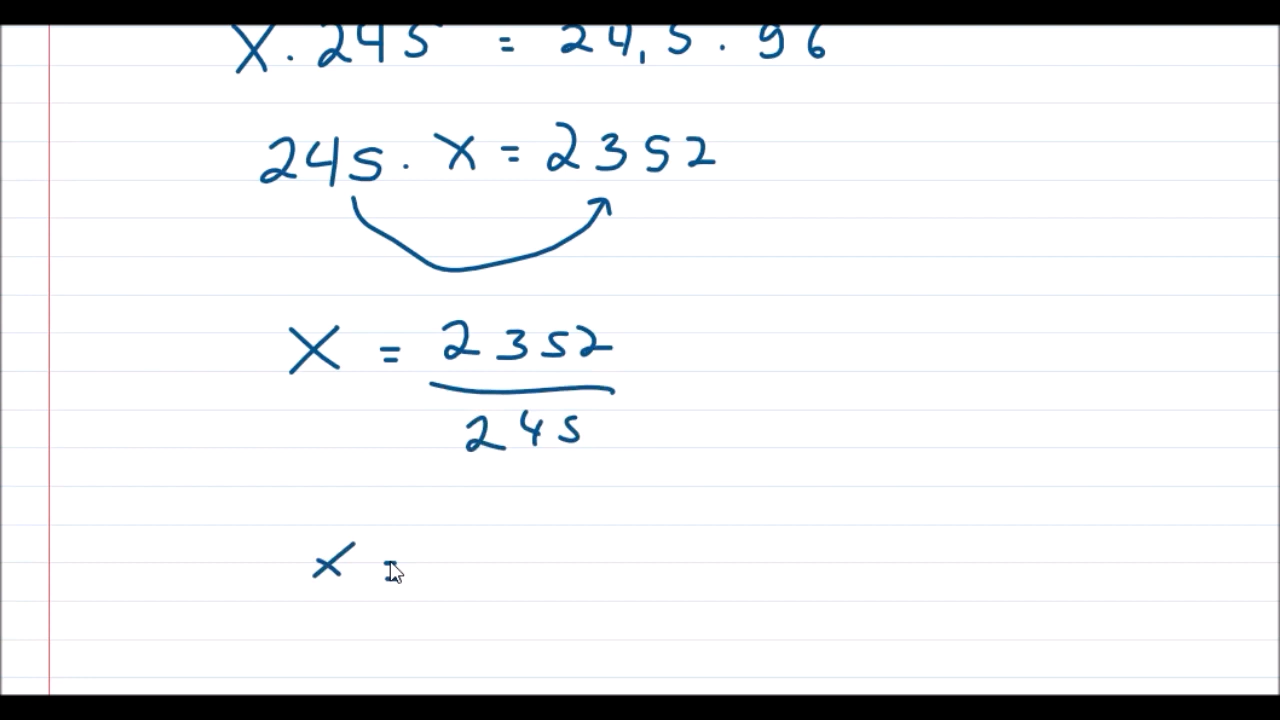 X . 245 = 24,5 . 96
245 . X = 2352
X = 2352
245
X =